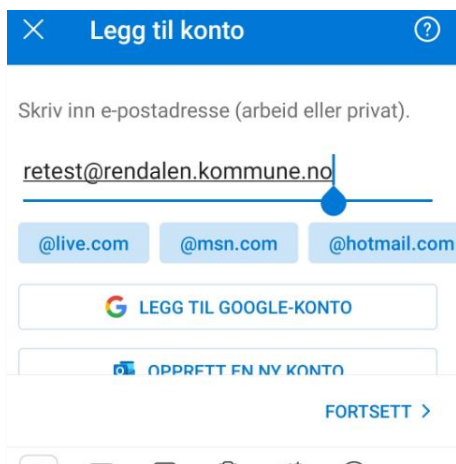 Legg til konto
Skriv inn e-postadresse (arbeid eller privat).
retest@rendalen.kommune.no
@live.com @msn.com @hotmail.com
LEGG TIL GOOGLE-KONTO
OPPRETT EN NY KONTO
FORTSETT >